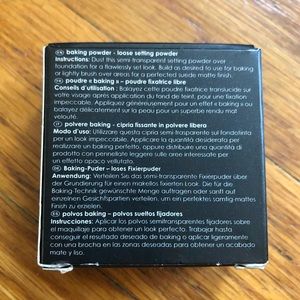 EN baking powder - loose setting powder
Instructions: Dust this semi transparent setting powder over
foundation for a flawlessly set look. Build as desired to use for baking
or lightly brush over areas for a perfected suede matte finish.
FR poudre « baking » – poudre fixatrice libre
Conseils d'utilisation : Balayez cette poudre fixatrice translucide sur
votre visage après application du fond de teint, pour une fixation
impeccable. Appliquez généreusement pour un effet « baking » ou
balayez délicatement sur la peau pour un superbe rendu mat
velouté.
IT polvere baking - cipria fissante in polvere libera
Modo d'uso: Utilizzare questa cipria semi trasparente sul fondotinta
per un look impeccabile. Applicare la quantità desiderata per
realizzare il baking perfetto, oppure distribuire una quantità di
prodotto con pennellate leggere sulle aree interessate per
effetto opaco vellutato.
DE Baking-Puder – loses Fixierpuder
Anwendung: Verteilen Sie das semi-transparente Fixierpuder über
der Grundierung für einen makellos fixierten Look. Die für die
Baking Technik gewünschte Menge auftragen oder sanft auf
einzelnen Gesichtspartien verteilen, um ein perfektes samtig mattes
Finish zu erzielen.
ES polvos baking – polvos sueltos fijadores
Instrucciones: Aplicar los polvos semitransparentes fijadores sobre
el maquillaje para obtener un look perfecto. Trabajar hasta
conseguir el resultado deseado de baking o aplicar ligeramente
con una brocha en las zonas deseadas para obtener un acabado
mate y liso.